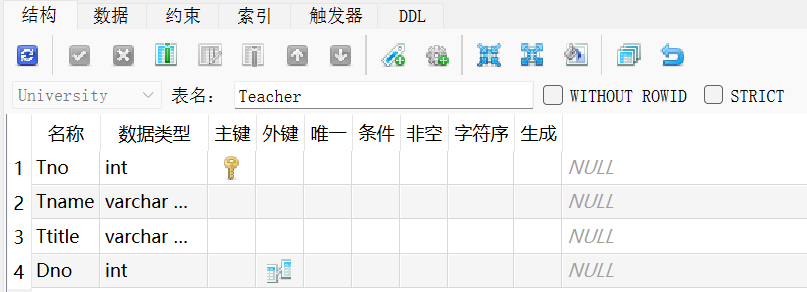 结构 数据 约束 索引 触发器 DDL
University 表名： Teacher WITHOUT ROWID STRICT
名称 数据类型 主键 外键 唯一 条件 非空 字符序 生成
1 Tno int NULL
2 Tname varchar ... NULL
3 Ttitle varchar ... NULL
4 Dno int NULL